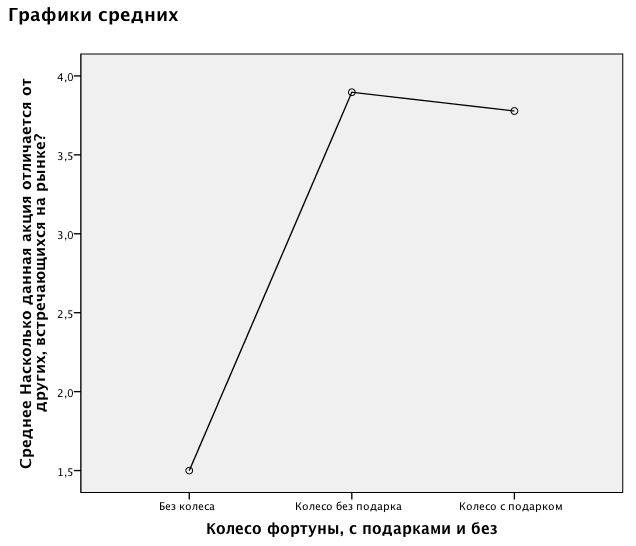 Графики средних
Среднее Насколько данная акция отличается от
других, встречающихся на рынке?
4,0
3,5
3,0
2,5
2,0
1,5
Без колеса
Колесо без подарка
Колесо с подарком
Колесо фортуны, с подарками и без